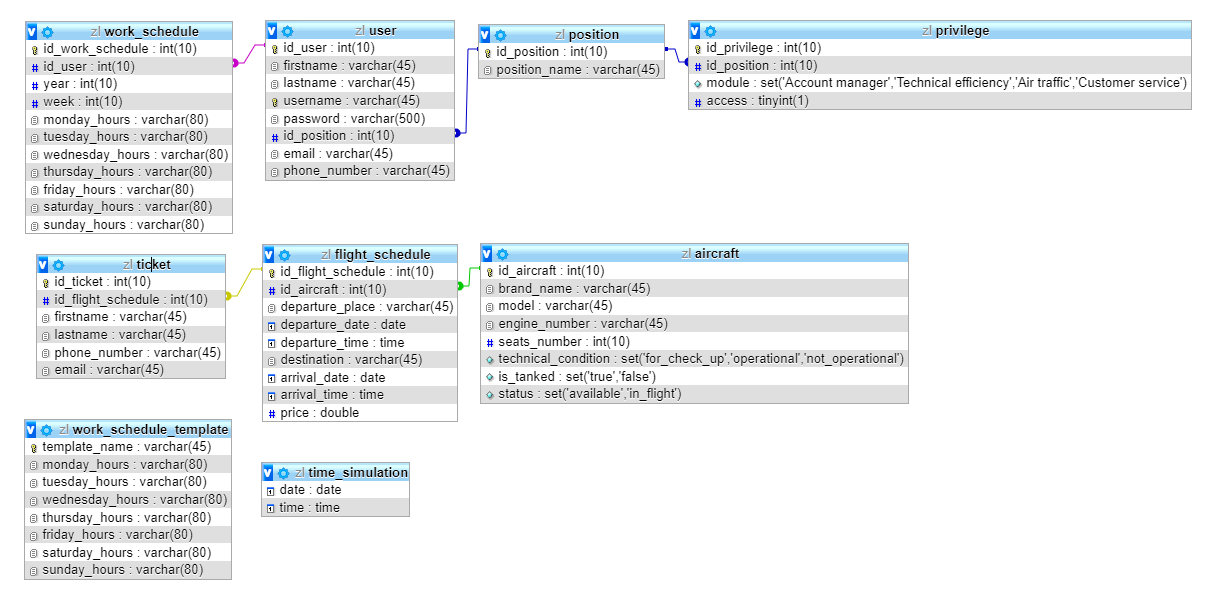 zl work_schedule
id_work_schedule : int(10)
# id_user : int(10)
# year : int(10)
# week : int(10)
monday_hours : varchar(80)
tuesday_hours : varchar(80)
wednesday_hours : varchar(80)
thursday_hours : varchar(80)
friday_hours : varchar(80)
saturday_hours : varchar(80)
sunday_hours : varchar(80)
zl user
id_user : int(10)
firstname : varchar(45)
lastname : varchar(45)
username : varchar(45)
password : varchar(500)
# id_position : int(10)
email : varchar(45)
phone_number : varchar(45)
zl position
id_position : int(10)
position_name : varchar(45)
zl privilege
id_privilege : int(10)
# id_position : int(10)
module : set('Account manager','Technical efficiency','Air traffic','Customer service')
# access : tinyint(1)
zl ticket
id_ticket : int(10)
# id_flight_schedule : int(10)
firstname : varchar(45)
lastname : varchar(45)
phone_number : varchar(45)
email : varchar(45)
zl flight_schedule
id_flight_schedule : int(10)
# id_aircraft : int(10)
departure_place : varchar(45)
departure_date : date
departure_time : time
destination : varchar(45)
arrival_date : date
arrival_time : time
# price : double
zl aircraft
id_aircraft : int(10)
brand_name : varchar(45)
model : varchar(45)
engine_number : varchar(45)
# seats_number : int(10)
technical_condition : set('for_check_up','operational','not_operational')
is_tanked : set('true','false')
status : set('available','in_flight')
zl work_schedule_template
template_name : varchar(45)
monday_hours : varchar(80)
tuesday_hours : varchar(80)
wednesday_hours : varchar(80)
thursday_hours : varchar(80)
friday_hours : varchar(80)
saturday_hours : varchar(80)
sunday_hours : varchar(80)
zl time_simulation
date : date
time : time